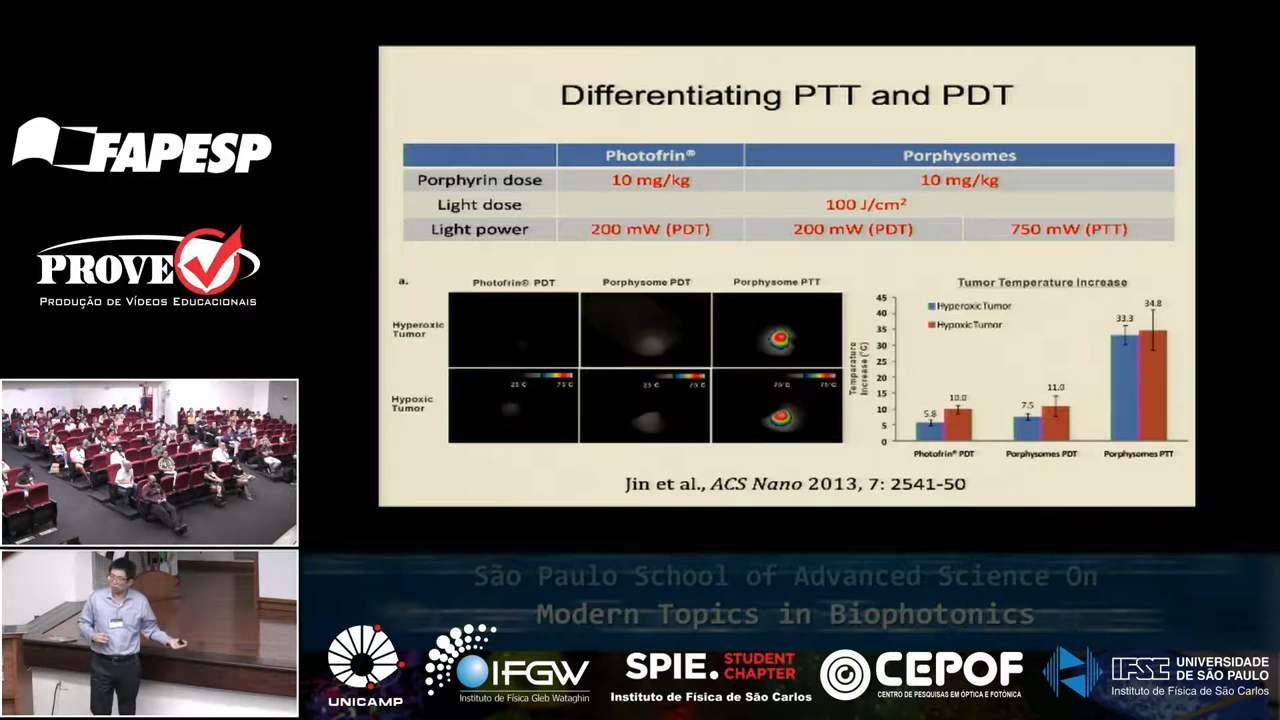 FAPESP
PROVE
PRODUÇÃO DE VÍDEOS EDUCACIONAIS
Differentiating PTT and PDT
Photofrin® Porphysomes
Porphyrin dose 10 mg/kg 10 mg/kg
Light dose 100 J/cm²
Light power 200 mW (PDT) 200 mW (PDT) 750 mW (PTT)
a. Photofrin® PDT Porphysome PDT Porphysome PTT
Hyperoxic
Tumor
Hypoxic
Tumor
25°C 75°C 25°C 75°C 75°C
Tumor Temperature Increase
Hyperoxic Tumor
Hypoxic Tumor
Temperature
Increase (°C)
45
40
35
30
25
20
15
10
5
0
5.8 10.0 7.5 11.0 33.3 34.8
Photofrin® PDT Porphysomes PDT Porphysomes PTT
Jin et al., ACS Nano 2013, 7: 2541-50
São Paulo School of Advanced Science On
Modern Topics in Biophotonics
UNICAMP
IFGW
Instituto de Física Gleb Wataghin
SPIE. STUDENT
CHAPTER
Instituto de Física de São Carlos
CEPOF
CENTRO DE PESQUISAS EM ÓPTICA E FOTÔNICA
IFSC UNIVERSIDADE
DE SÃO PAULO
Instituto de Física de São Carlos